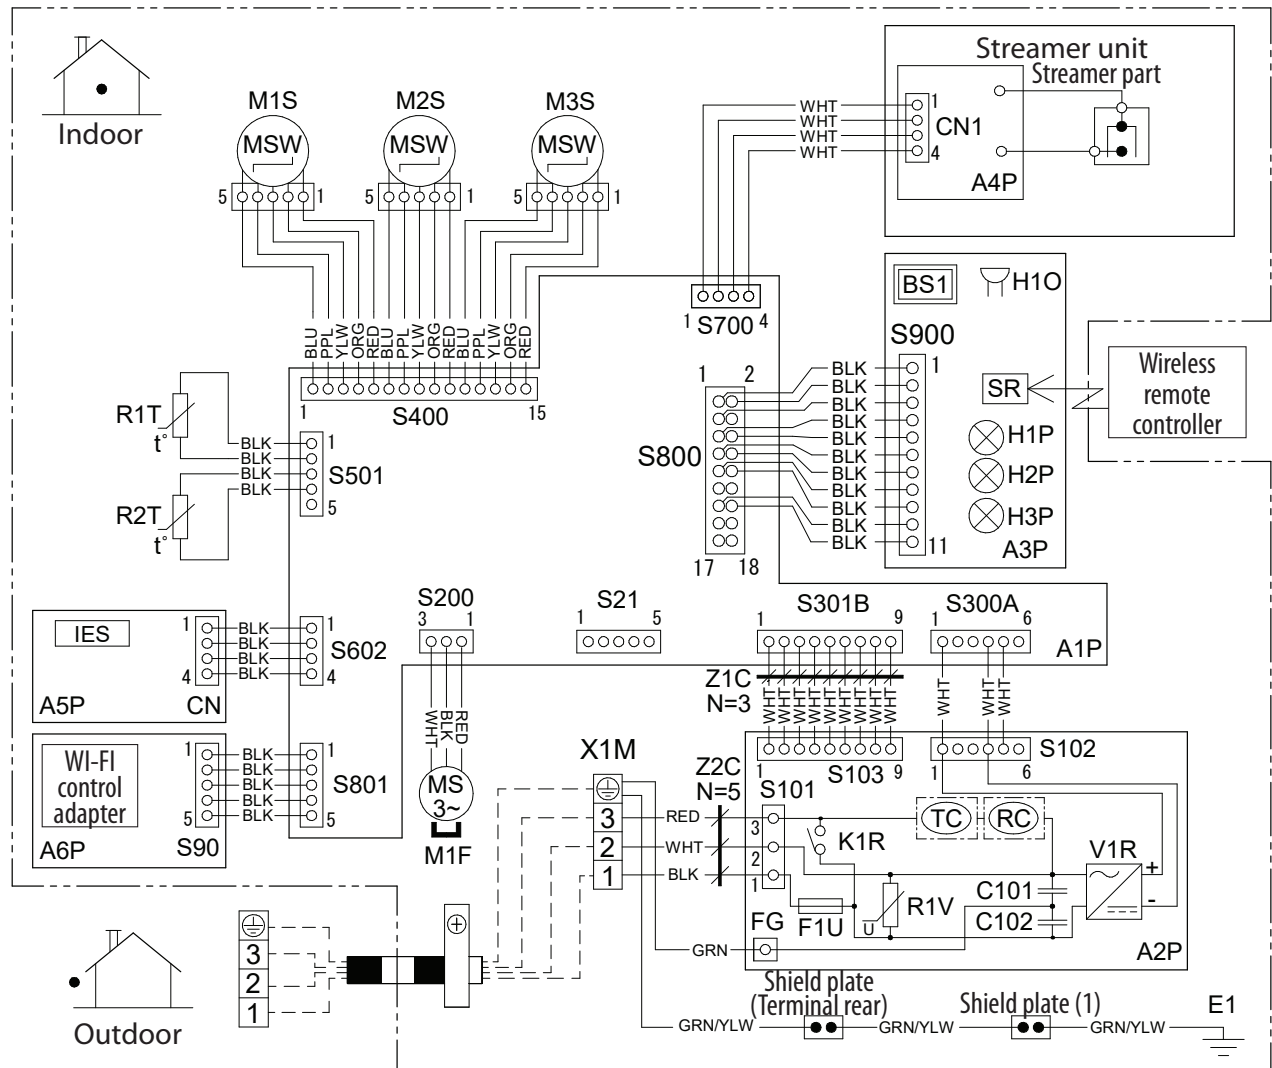 Indoor
M1S
M2S
M3S
MSW
MSW
MSW
5 1
5 1
5 1
BLU PPL YLW ORG RED BLU PPL YLW ORG RED BLU PPL YLW ORG RED
1 S400 15
Streamer unit
Streamer part
WHT
WHT
WHT
WHT
1
CN1
4
A4P
1 S700 4
BS1
H1O
S900
1
11
SR
H1P
H2P
H3P
A3P
Wireless
remote
controller
1 2
S800
17 18
BLK
BLK
BLK
BLK
BLK
BLK
BLK
BLK
BLK
BLK
BLK
R1T
t°
R2T
t°
BLK
BLK
BLK
BLK
1
S501
5
IES
A5P
1
4
CN
BLK
BLK
BLK
BLK
1
S602
4
WI-FI
control
adapter
A6P
1
5
S90
BLK
BLK
BLK
BLK
BLK
1
S801
5
S200
3 1
WHT BLK RED
MS
3~
M1F
S21
1 5
S301B
1 9
S300A
1 6
A1P
Z1C
N=3
WHT WHT WHT WHT WHT WHT WHT WHT WHT
WHT WHT WHT
1 S103 9
1 6
S102
X1M
3
2
1
Z2C
N=5
RED
WHT
BLK
GRN
S101
3
2
1
K1R
TC
RC
V1R
+
-
C101
C102
R1V
U
F1U
FG
A2P
Shield plate
(Terminal rear)
Shield plate (1)
E1
GRN/YLW
GRN/YLW
GRN/YLW
Outdoor
3
2
1